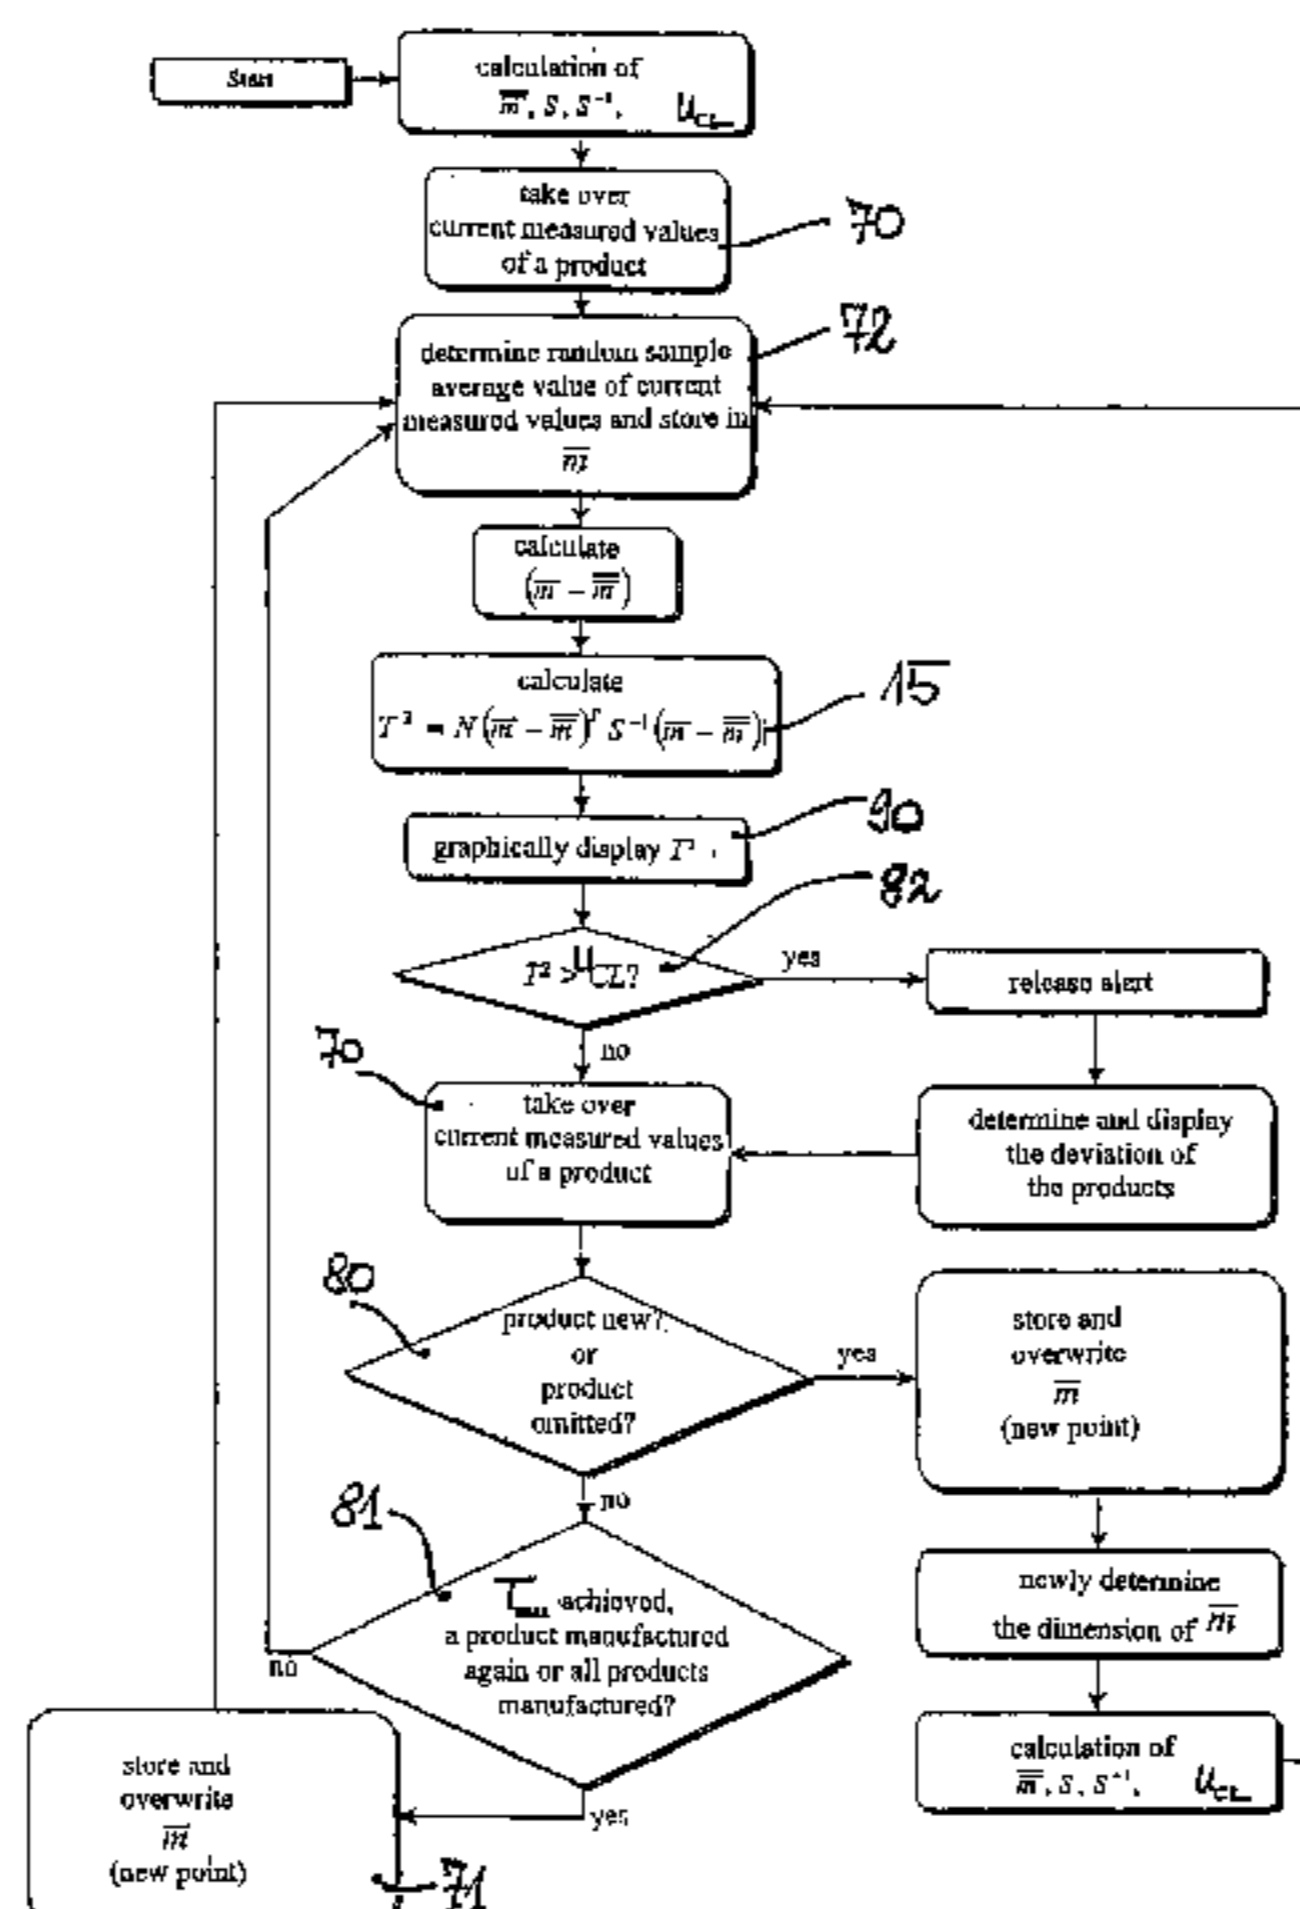 Start
calculation of
m̿, S, S⁻¹, U_CL
take over
current measured values
of a product
70
determine random sample
average value of current
measured values and store in
m̅
72
calculate
(m̅ − m̿)
calculate
T² = N(m̅ − m̿)ᵀ S⁻¹(m̅ − m̿)
15
graphically display T²
90
82
T² > UCL?
yes
release alert
no
70
take over
current measured values
of a product
determine and display
the deviation of
the products
80
product new?
or
product
omitted?
yes
store and
overwrite
m̅
(new point)
no
81
achieved,
a product manufactured
again or all products
manufactured?
no
yes
newly determine
the dimension of m̅
calculation of
m̿, S, S⁻¹, U_CL
store and
overwrite
m̅
(new point)
71